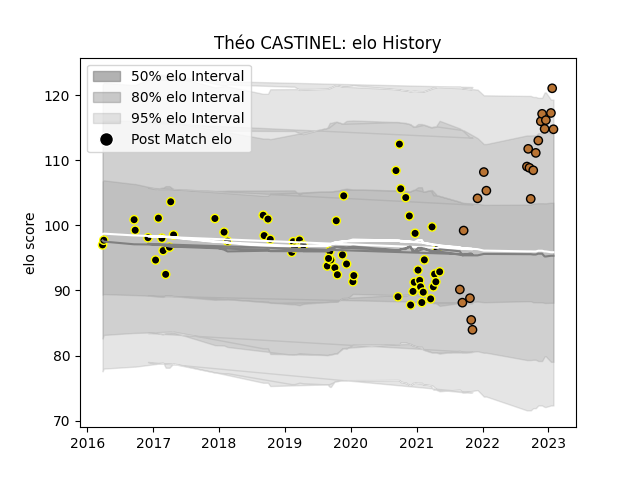 Théo CASTINEL: elo History
50% elo Interval
80% elo Interval
95% elo Interval
Post Match elo
elo score
120
110
100
90
80
70
2016 2017 2018 2019 2020 2021 2022 2023